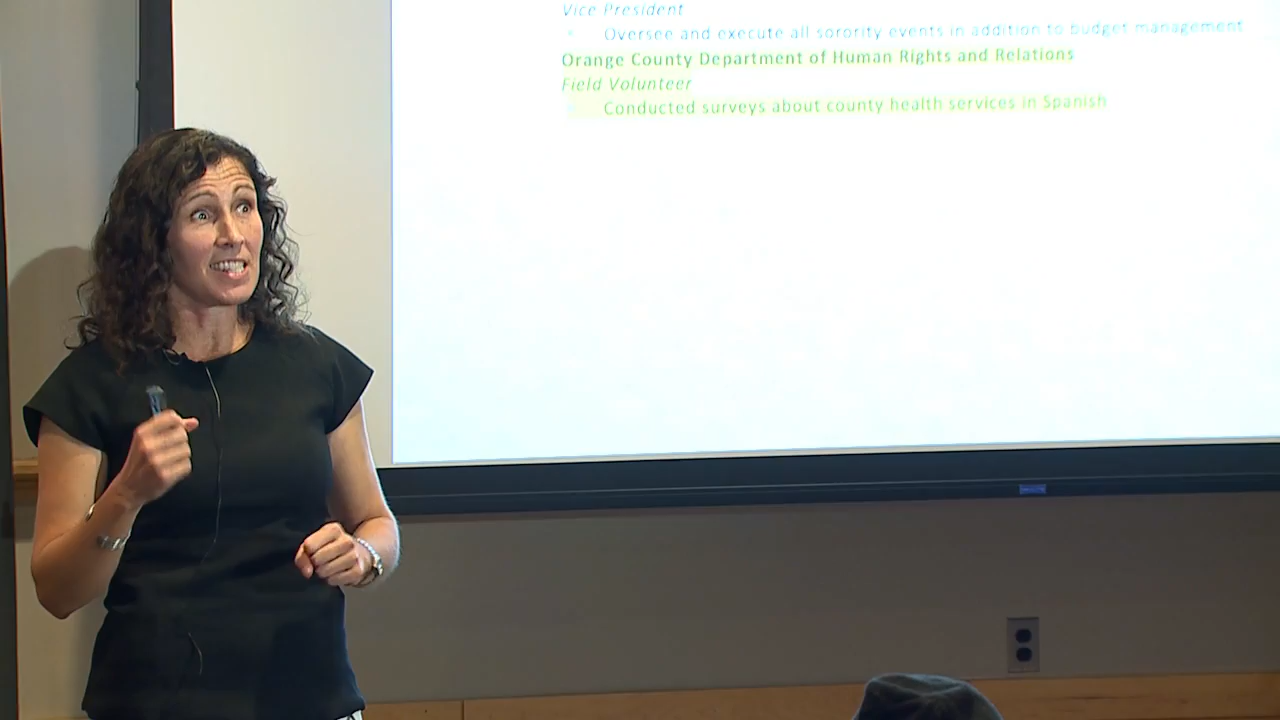 Vice President
Oversee and execute all sorority events in addition to budget management
Orange County Department of Human Rights and Relations
Field Volunteer
Conducted surveys about county health services in Spanish